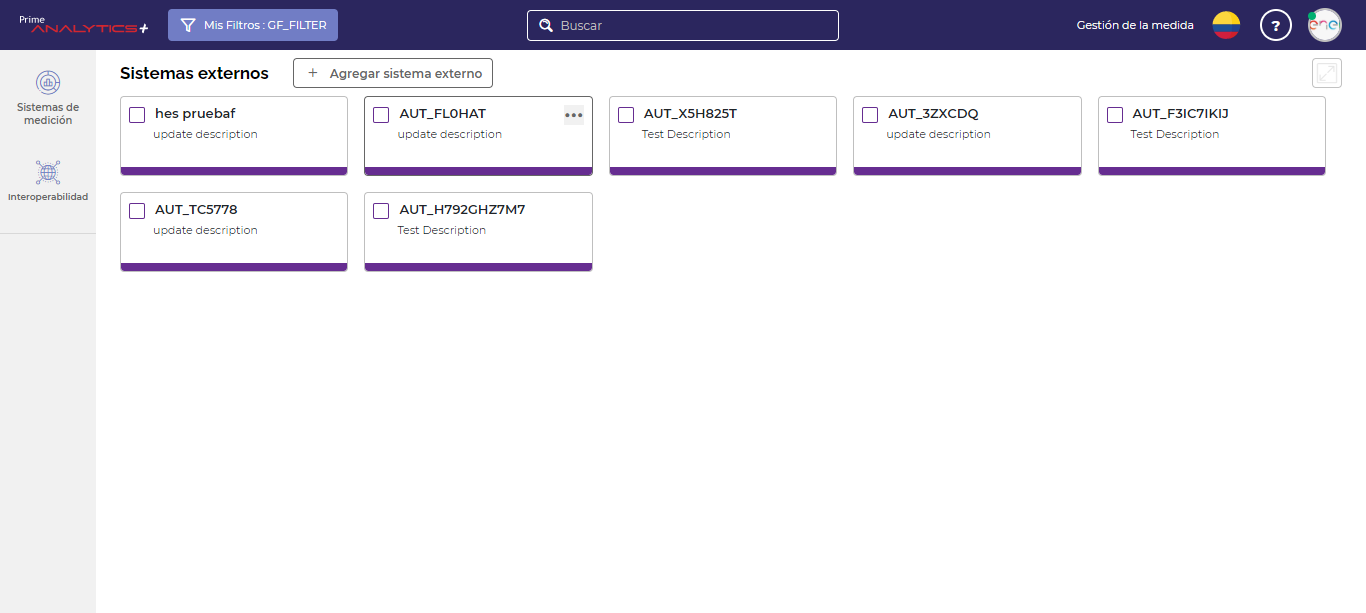 Prime
ANALYTICS+
Mis Filtros : GF_FILTER
Buscar
Gestión de la medida
?
ene
Sistemas de
medición
Interoperabilidad
Sistemas externos
+ Agregar sistema externo
hes pruebaf
update description
AUT_FL0HAT
update description
AUT_X5H825T
Test Description
AUT_3ZXCDQ
update description
AUT_F3IC7IKIJ
Test Description
AUT_TC5778
update description
AUT_H792GHZ7M7
Test Description